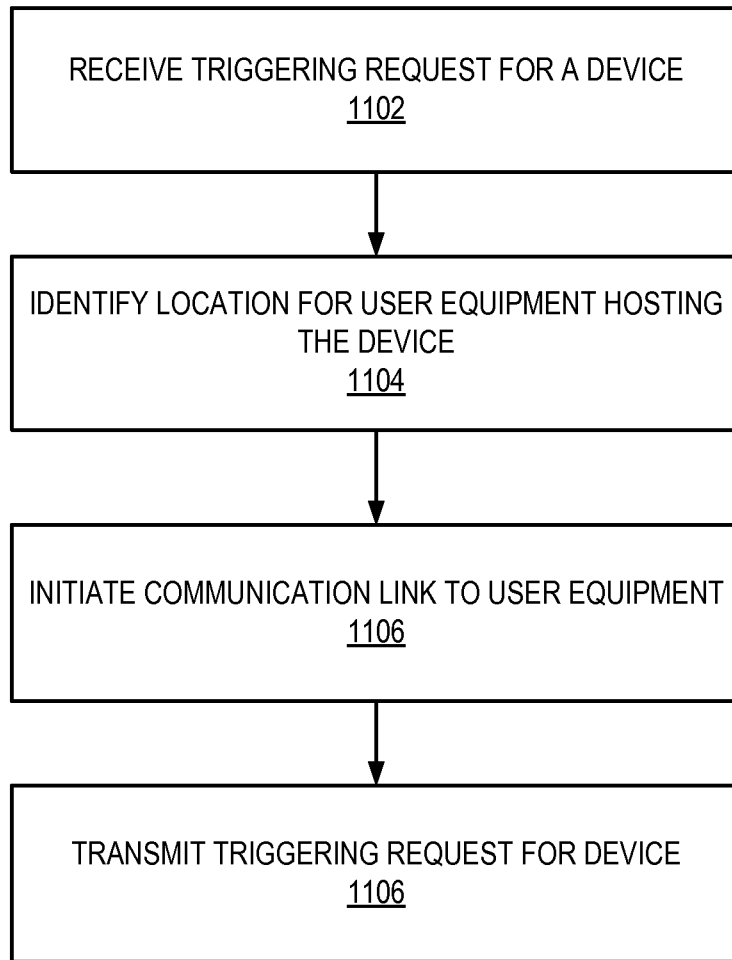 RECEIVE TRIGGERING REQUEST FOR A DEVICE
1102
IDENTIFY LOCATION FOR USER EQUIPMENT HOSTING
THE DEVICE
1104
INITIATE COMMUNICATION LINK TO USER EQUIPMENT
1106
TRANSMIT TRIGGERING REQUEST FOR DEVICE
1106